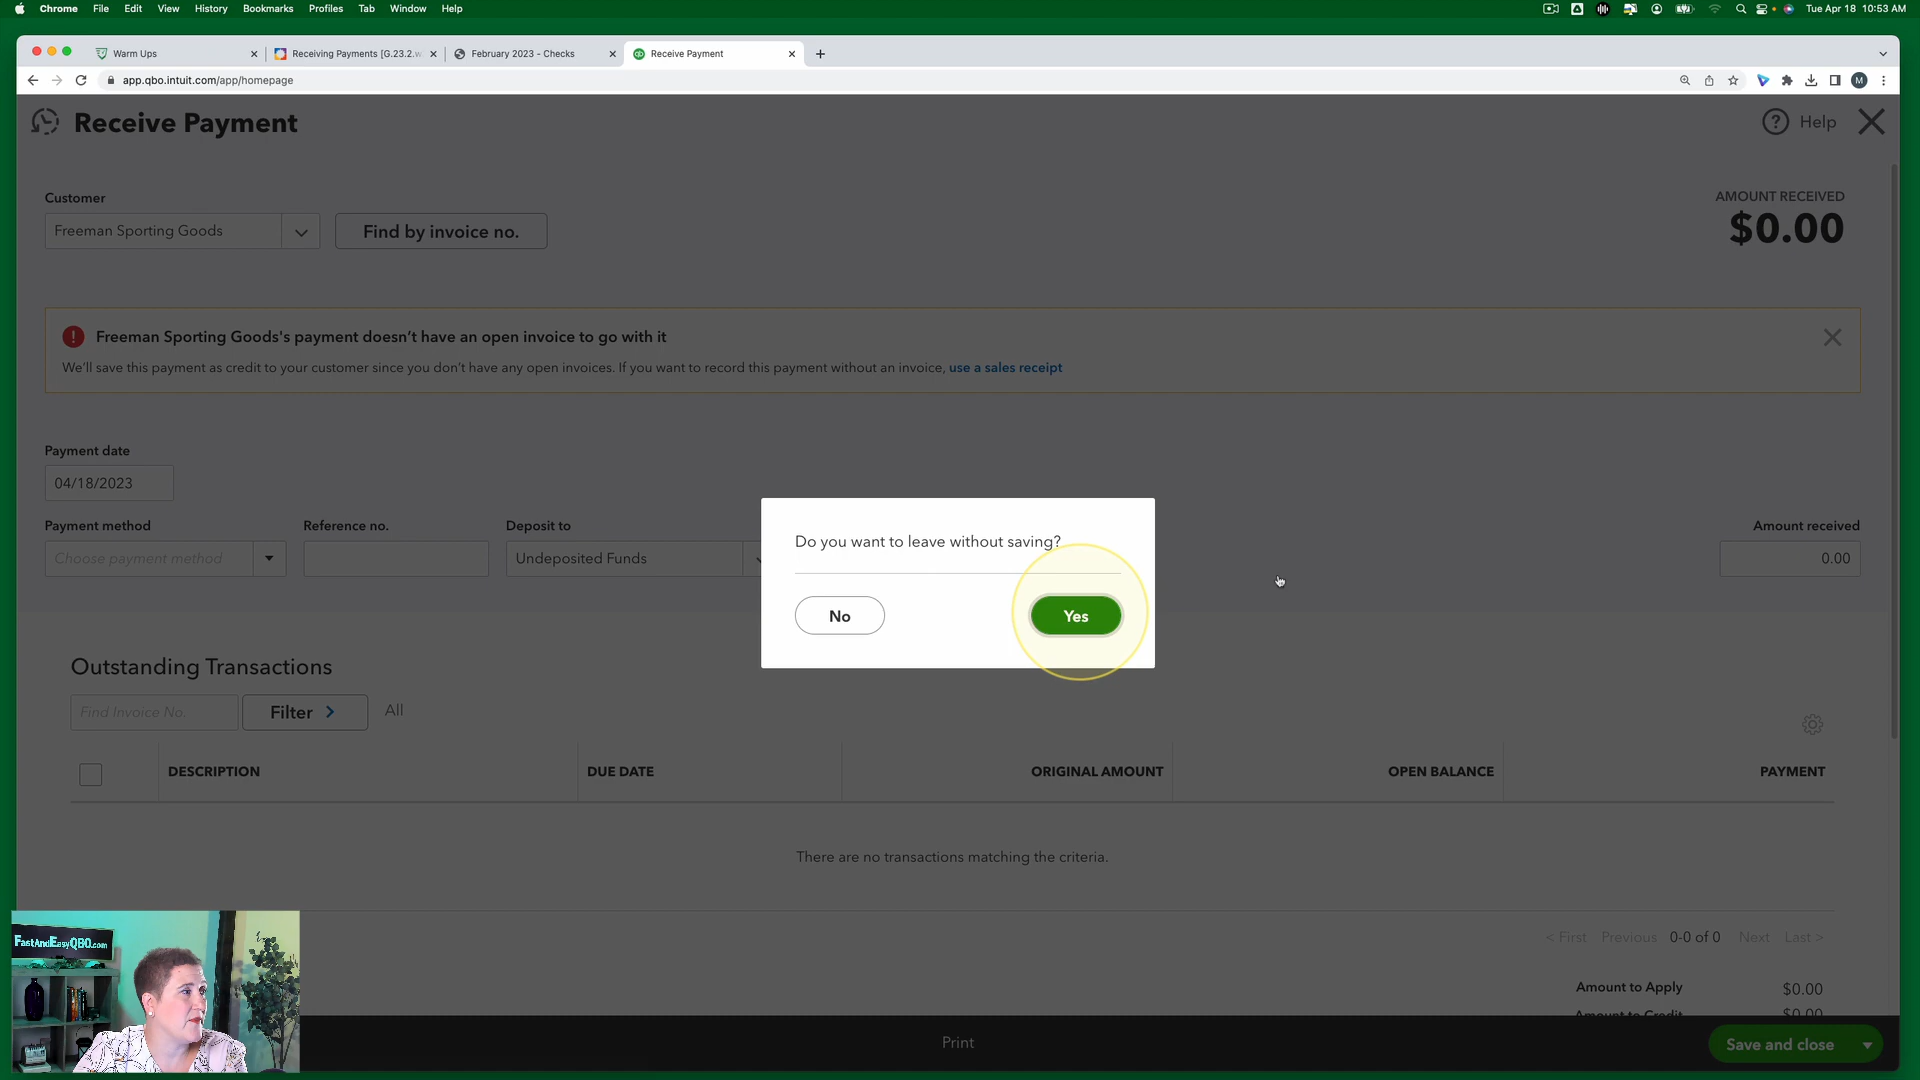 Chrome File Edit View History Bookmarks Profiles Tab Window Help Tue Apr 18 10:53 AM
Warm Ups Receiving Payments [G.23.2.w February 2023 - Checks Receive Payment
app.qbo.intuit.com/app/homepage M
Receive Payment Help
Customer AMOUNT RECEIVED
Freeman Sporting Goods Find by invoice no. $0.00
Freeman Sporting Goods's payment doesn't have an open invoice to go with it
We'll save this payment as credit to your customer since you don't have any open invoices. If you want to record this payment without an invoice, use a sales receipt
Payment date
04/18/2023
Payment method Reference no. Deposit to Amount received
Choose payment method Undeposited Funds 0.00
Do you want to leave without saving?
No Yes
Outstanding Transactions
Find Invoice No. Filter > All
DESCRIPTION DUE DATE ORIGINAL AMOUNT OPEN BALANCE PAYMENT
There are no transactions matching the criteria.
< First Previous 0-0 of 0 Next Last >
Amount to Apply $0.00
Amount to Credit $0.00
Print Save and close
FastAndEasyQBO.com